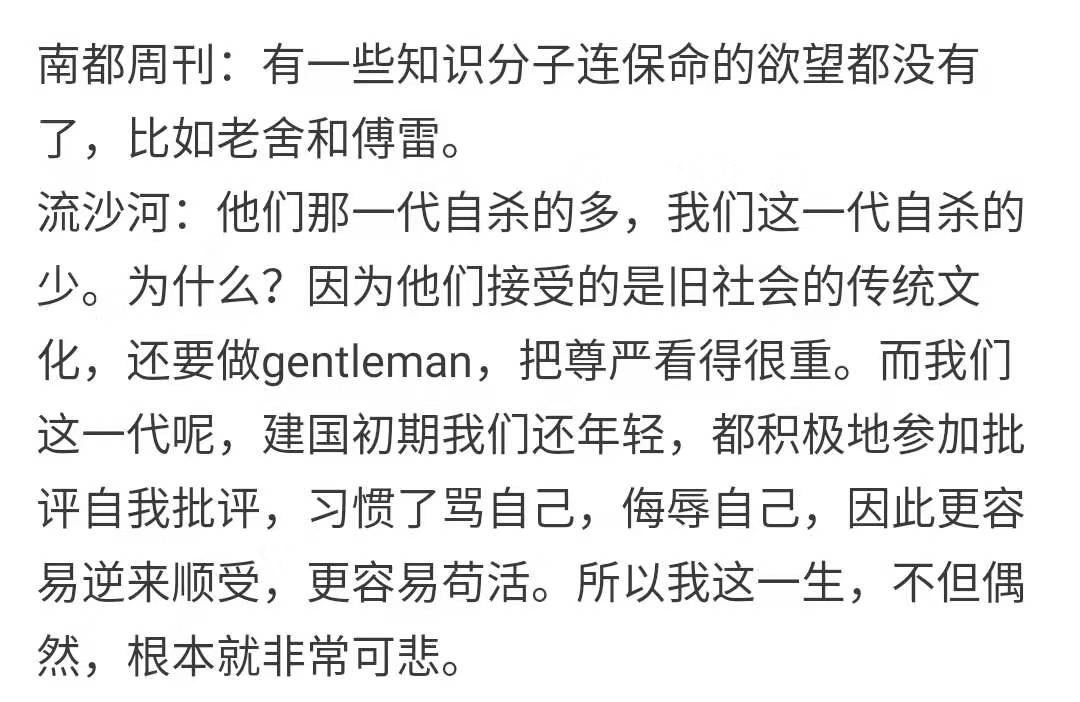 南都周刊：有一些知识分子连保命的欲望都没有
了，比如老舍和傅雷。
流沙河：他们那一代自杀的多，我们这一代自杀的
少。为什么？因为他们接受的是旧社会的传统文
化，还要做gentleman，把尊严看得很重。而我们
这一代呢，建国初期我们还年轻，都积极地参加批
评自我批评，习惯了骂自己，侮辱自己，因此更容
易逆来顺受，更容易苟活。所以我这一生，不但偶
然，根本就非常可悲。